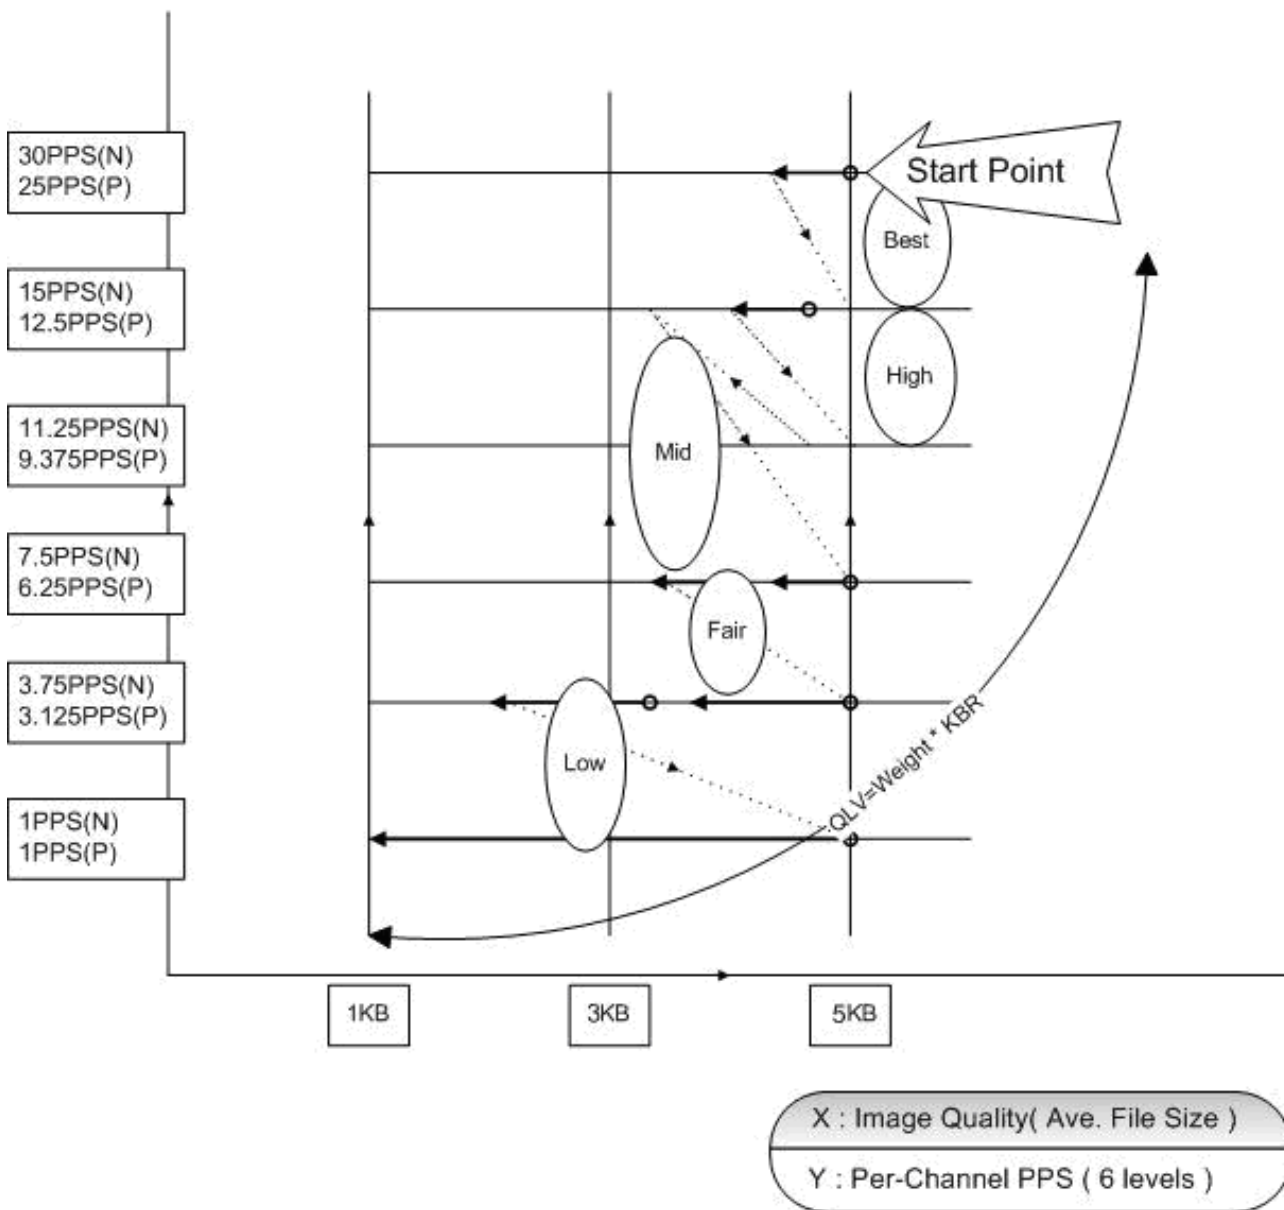 30PPS(N)
25PPS(P)
Start Point
Best
15PPS(N)
12.5PPS(P)
High
11.25PPS(N)
9.375PPS(P)
Mid
7.5PPS(N)
6.25PPS(P)
Fair
3.75PPS(N)
3.125PPS(P)
Low
QLV=Weight * KBR
1PPS(N)
1PPS(P)
1KB
3KB
5KB
X : Image Quality( Ave. File Size )
Y : Per-Channel PPS ( 6 levels )